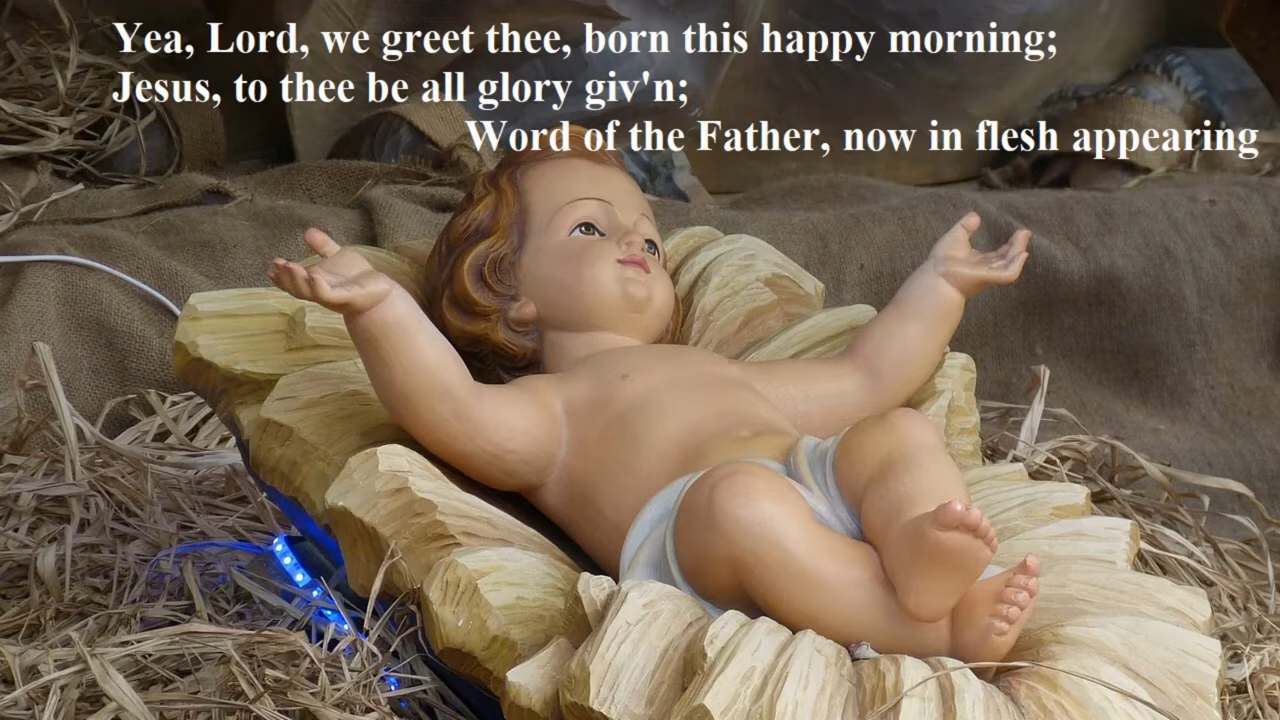 Yea, Lord, we greet thee, born this happy morning;
Jesus, to thee be all glory giv'n;
Word of the Father, now in flesh appearing